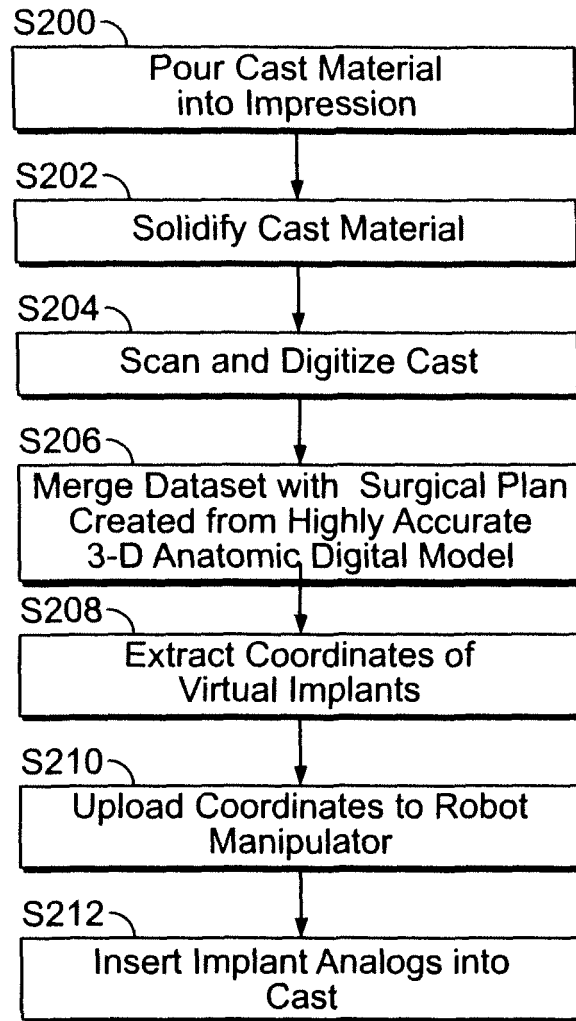 S200
Pour Cast Material
into Impression
S202
Solidify Cast Material
S204
Scan and Digitize Cast
S206
Merge Dataset with Surgical Plan
Created from Highly Accurate
3-D Anatomic Digital Model
S208
Extract Coordinates of
Virtual Implants
S210
Upload Coordinates to Robot
Manipulator
S212
Insert Implant Analogs into
Cast